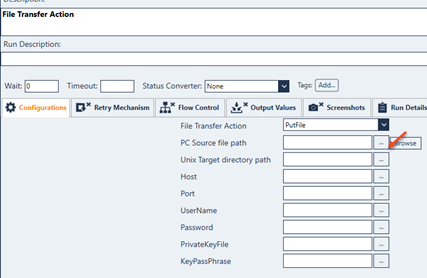 Description:
File Transfer Action
Run Description:
Wait: 0 Timeout: Status Converter: None Tags: Add...
Configurations Retry Mechanism Flow Control Output Values Screenshots Run Details
File Transfer Action PutFile
PC Source file path ... Browse
Unix Target directory path ...
Host ...
Port ...
UserName ...
Password ...
PrivateKeyFile ...
KeyPassPhrase ...